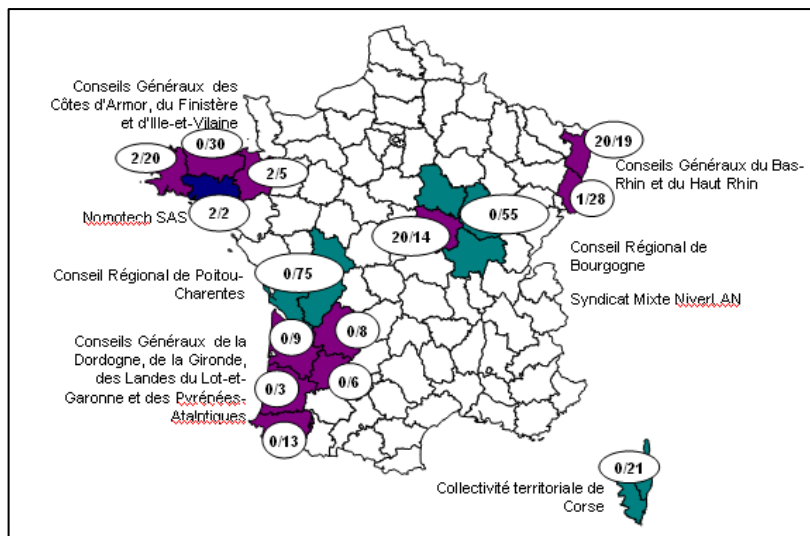 Conseils Généraux des
Côtes d'Armor, du Finistère
et d'Ille-et-Vilaine
0/30
2/20
2/5
Nomotech SAS
2/2
20/19
Conseils Généraux du Bas-
Rhin et du Haut Rhin
1/28
0/55
20/14
Conseil Régional de
Bourgogne
Syndicat Mixte NiverLAN
Conseil Régional de Poitou-
Charentes
0/75
Conseils Généraux de la
Dordogne, de la Gironde,
des Landes du Lot-et-
Garonne et des Pyrénées-
Atalntiques
0/9
0/8
0/3
0/6
0/13
0/21
Collectivité territoriale de
Corse